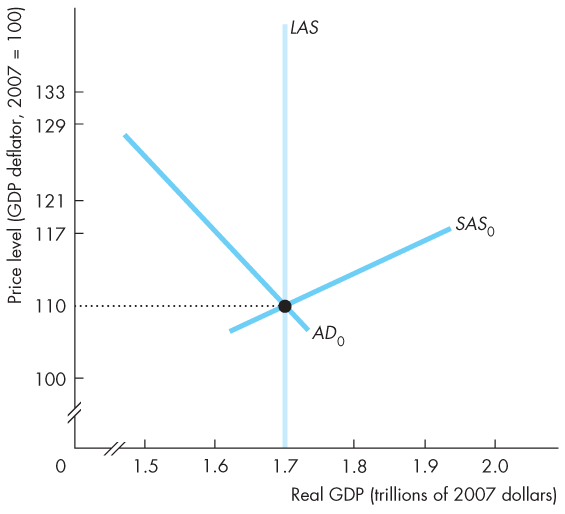 Price level (GDP deflator, 2007 = 100)
LAS
133
129
121
117
SAS0
110
AD0
100
0
1.5 1.6 1.7 1.8 1.9 2.0
Real GDP (trillions of 2007 dollars)